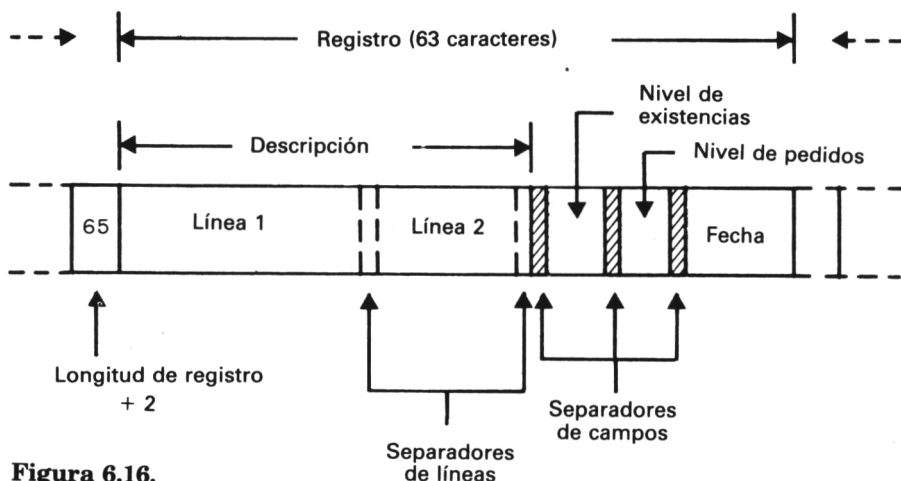 Registro (63 caracteres)
Nivel de
existencias
Descripción
Nivel de pedidos
65
Línea 1
Línea 2
Fecha
Longitud de registro
+ 2
Separadores
de campos
Separadores
de líneas
Figura 6.16.